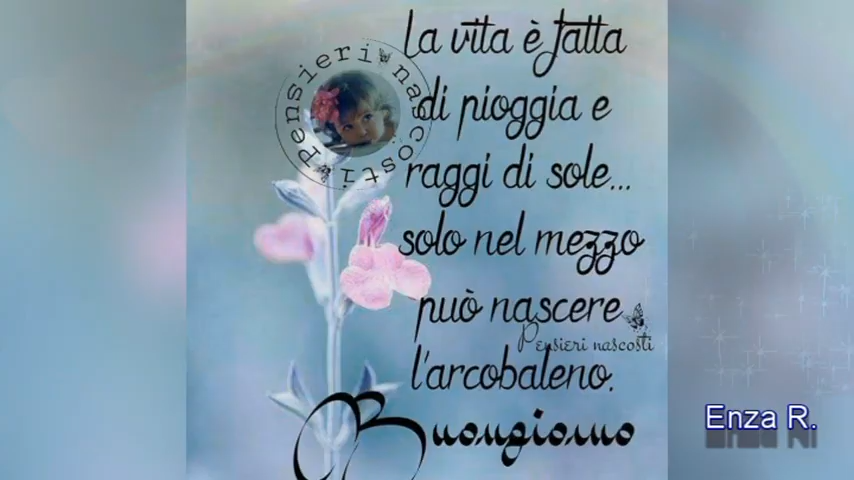 Pensieri nascosti
La vita è fatta
di pioggia e
raggi di sole...
solo nel mezzo
può nascere
Pensieri nascosti
l'arcobaleno.
Buongiorno
Enza R.